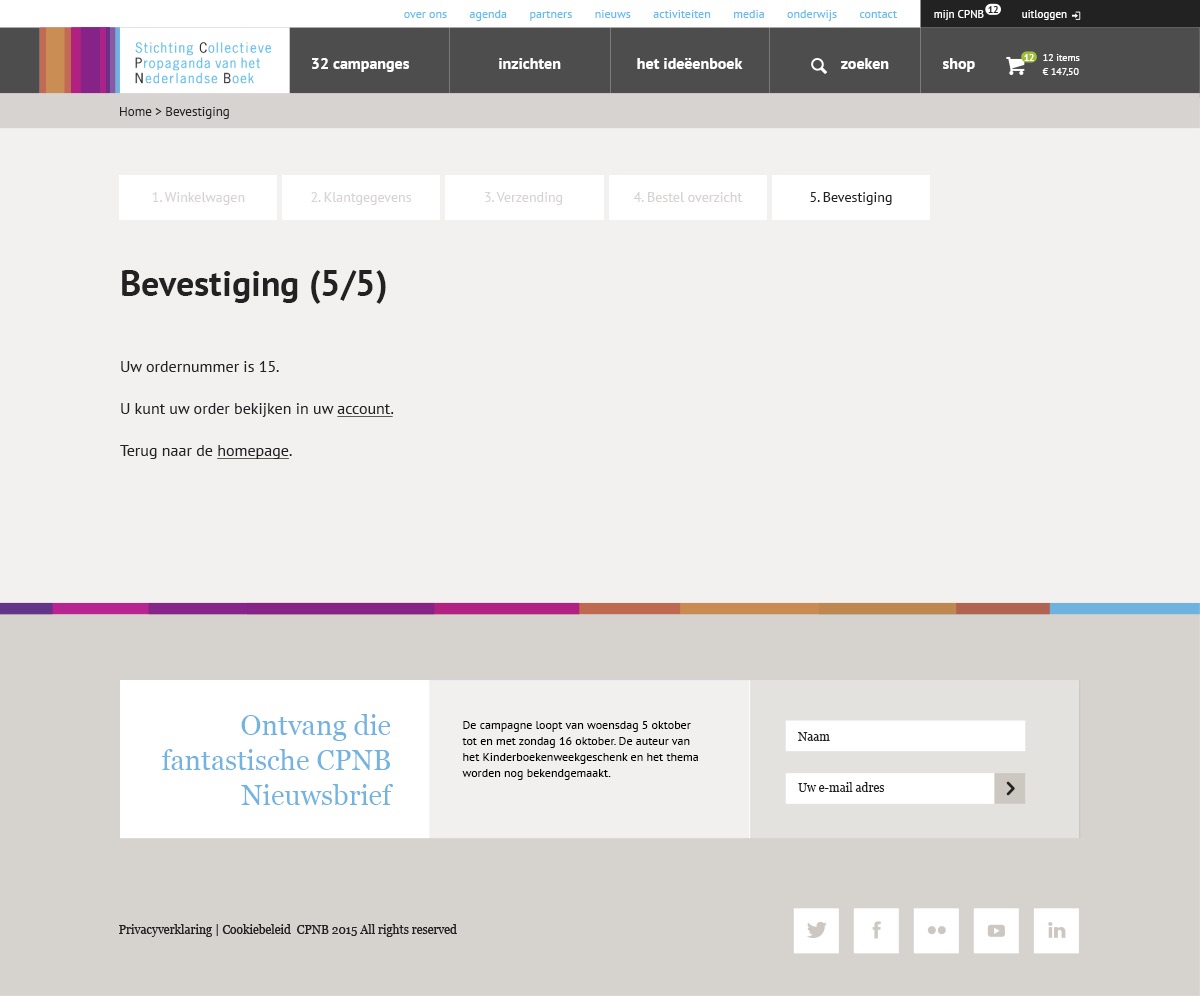 over ons agenda partners nieuws activiteiten media onderwijs contact mijn CPNB 12 uitloggen
Stichting Collectieve
Propaganda van het
Nederlandse Boek
32 campanges inzichten het ideëenboek zoeken shop 12 12 items
€ 147,50
Home > Bevestiging
1. Winkelwagen 2. Klantgegevens 3. Verzending 4. Bestel overzicht 5. Bevestiging
Bevestiging (5/5)
Uw ordernummer is 15.
U kunt uw order bekijken in uw account.
Terug naar de homepage.
Ontvang die
fantastische CPNB
Nieuwsbrief
De campagne loopt van woensdag 5 oktober
tot en met zondag 16 oktober. De auteur van
het Kinderboekenweekgeschenk en het thema
worden nog bekendgemaakt.
Naam
Uw e-mail adres
Privacyverklaring | Cookiebeleid CPNB 2015 All rights reserved